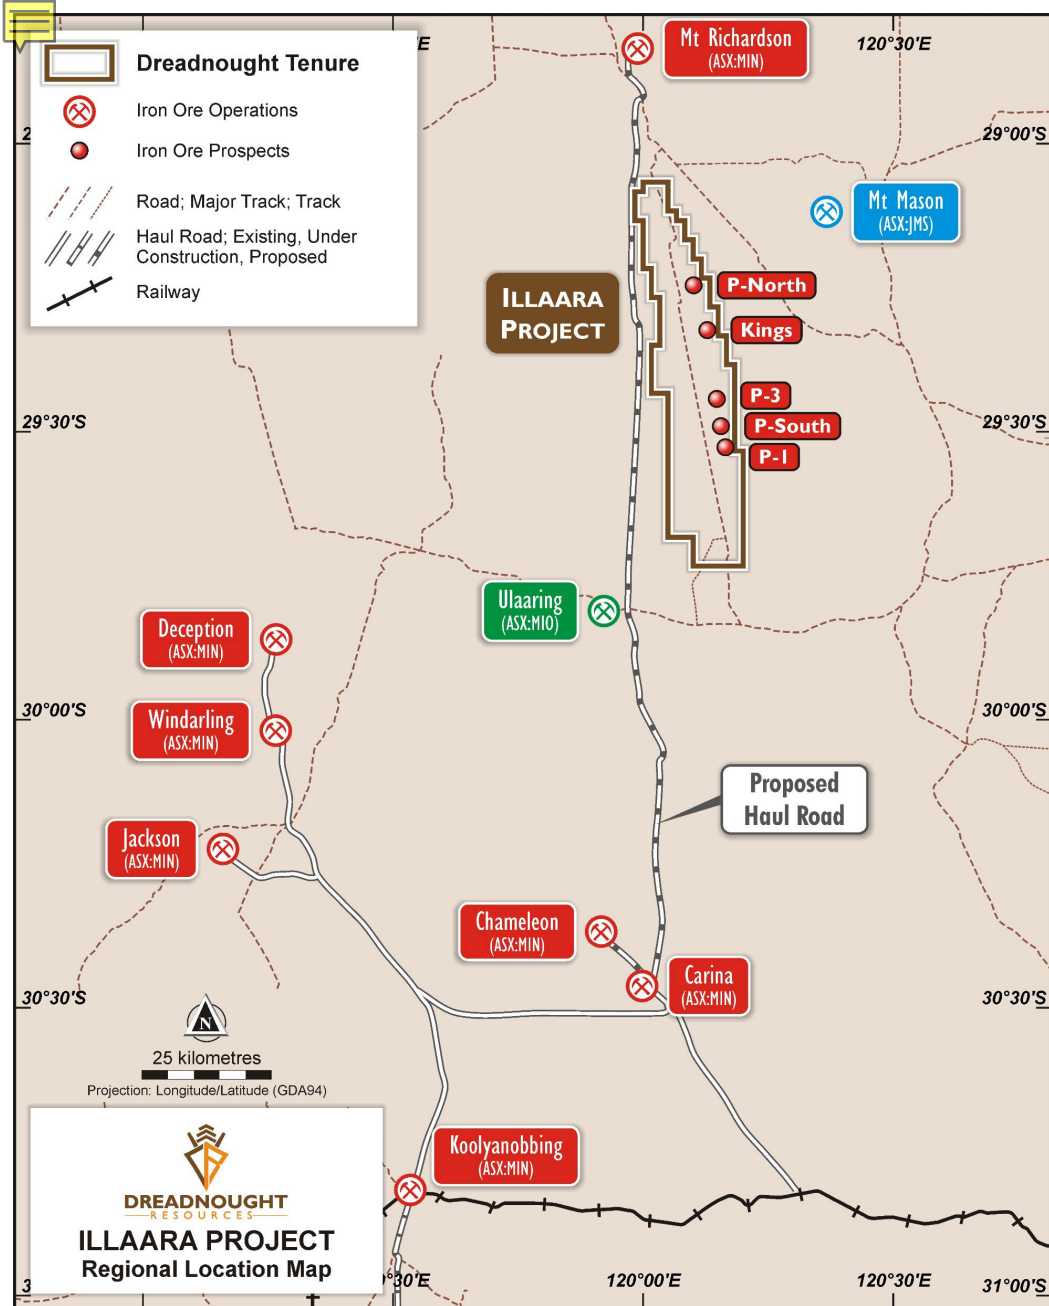 Dreadnought Tenure
Iron Ore Operations
Iron Ore Prospects
Road; Major Track; Track
Haul Road; Existing, Under
Construction, Proposed
Railway
Mt Richardson
(ASX:MIN)
120°30'E
29°00'S
Mt Mason
(ASX:JMS)
ILLAARA
PROJECT
P-North
Kings
P-3
P-South
P-1
29°30'S
29°30'S
Ulaaring
(ASX:MIO)
Deception
(ASX:MIN)
Windarling
(ASX:MIN)
30°00'S
30°00'S
Proposed
Haul Road
Jackson
(ASX:MIN)
Chameleon
(ASX:MIN)
Carina
(ASX:MIN)
30°30'S
30°30'S
N
25 kilometres
Projection: Longitude/Latitude (GDA94)
Koolyanobbing
(ASX:MIN)
DREADNOUGHT
RESOURCES
ILLAARA PROJECT
Regional Location Map
°30'E
120°00'E
120°30'E
31°00'S